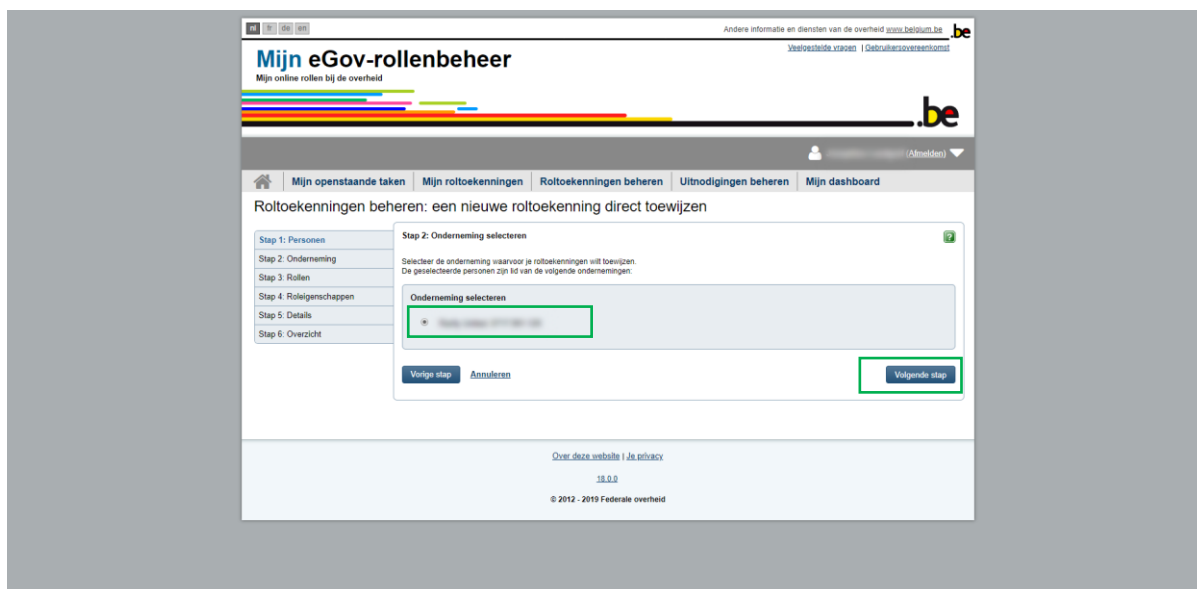 nl fr de en
Andere informatie en diensten van de overheid www.belgium.be .be
Veelgestelde vragen | Gebruikersovereenkomst
Mijn eGov-rollenbeheer
Mijn online rollen bij de overheid
.be
(Afmelden)
Mijn openstaande taken Mijn roltoekenningen Roltoekenningen beheren Uitnodigingen beheren Mijn dashboard
Roltoekenningen beheren: een nieuwe roltoekenning direct toewijzen
Stap 1: Personen
Stap 2: Onderneming
Stap 3: Rollen
Stap 4: Roleigenschappen
Stap 5: Details
Stap 6: Overzicht
Stap 2: Onderneming selecteren
?
Selecteer de onderneming waarvoor je roltoekenningen wilt toewijzen.
De geselecteerde personen zijn lid van de volgende ondernemingen:
Onderneming selecteren
Vorige stap Annuleren Volgende stap
Over deze website | Je privacy
18.0.0
© 2012 - 2019 Federale overheid